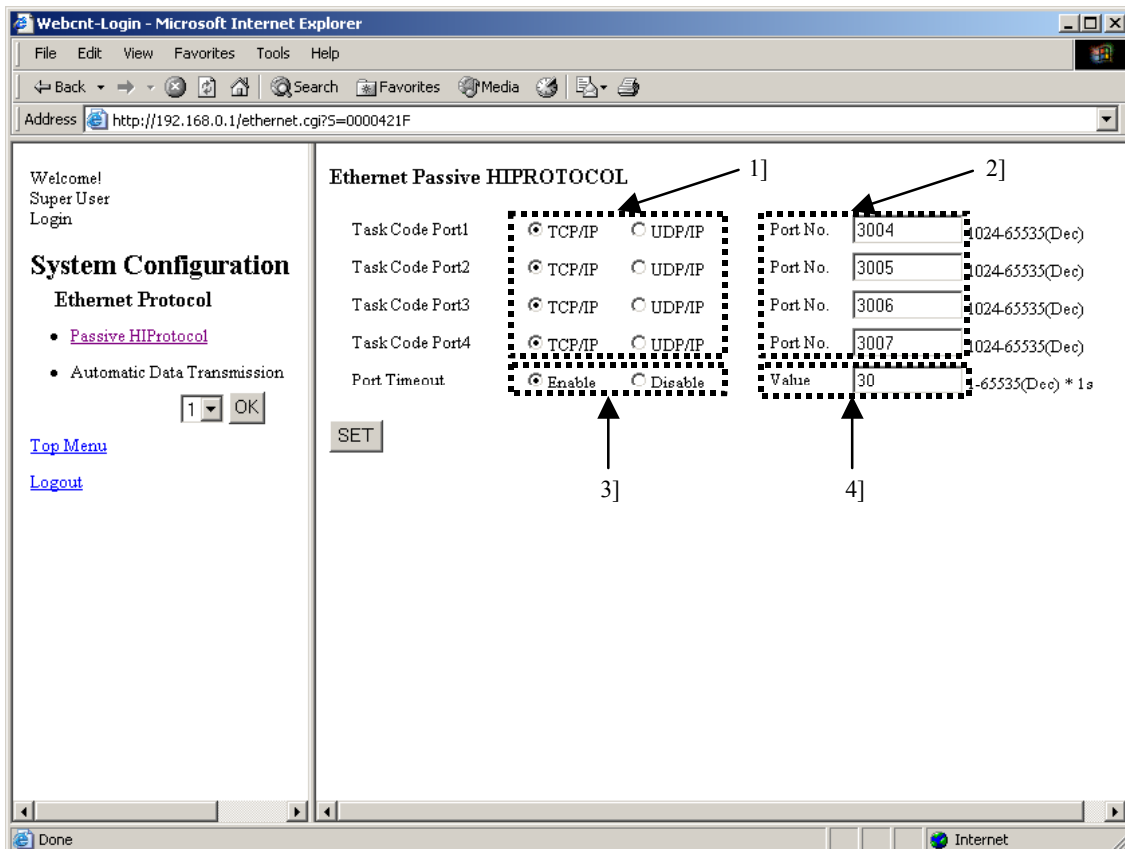 Webcnt-Login - Microsoft Internet Explorer
File Edit View Favorites Tools Help
Back Search Favorites Media
Address http://192.168.0.1/ethernet.cgi?S=0000421F
Welcome!
Super User
Login
System Configuration
Ethernet Protocol
Passive HIProtocol
Automatic Data Transmission
1 OK
Top Menu
Logout
Ethernet Passive HIPROTOCOL
1] 2]
Task Code Port1 TCP/IP UDP/IP Port No. 3004 1024-65535(Dec)
Task Code Port2 TCP/IP UDP/IP Port No. 3005 1024-65535(Dec)
Task Code Port3 TCP/IP UDP/IP Port No. 3006 1024-65535(Dec)
Task Code Port4 TCP/IP UDP/IP Port No. 3007 1024-65535(Dec)
Port Timeout Enable Disable Value 30 1-65535(Dec) * 1s
SET
3] 4]
Done Internet